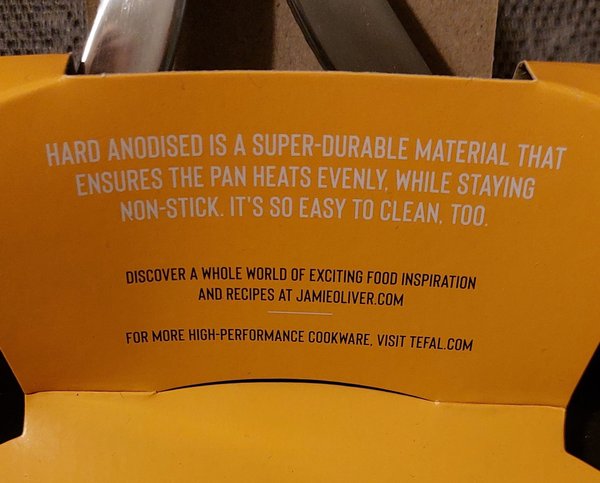 HARD ANODISED IS A SUPER-DURABLE MATERIAL THAT
ENSURES THE PAN HEATS EVENLY, WHILE STAYING
NON-STICK. IT'S SO EASY TO CLEAN, TOO.
DISCOVER A WHOLE WORLD OF EXCITING FOOD INSPIRATION
AND RECIPES AT JAMIEOLIVER.COM
FOR MORE HIGH-PERFORMANCE COOKWARE, VISIT TEFAL.COM